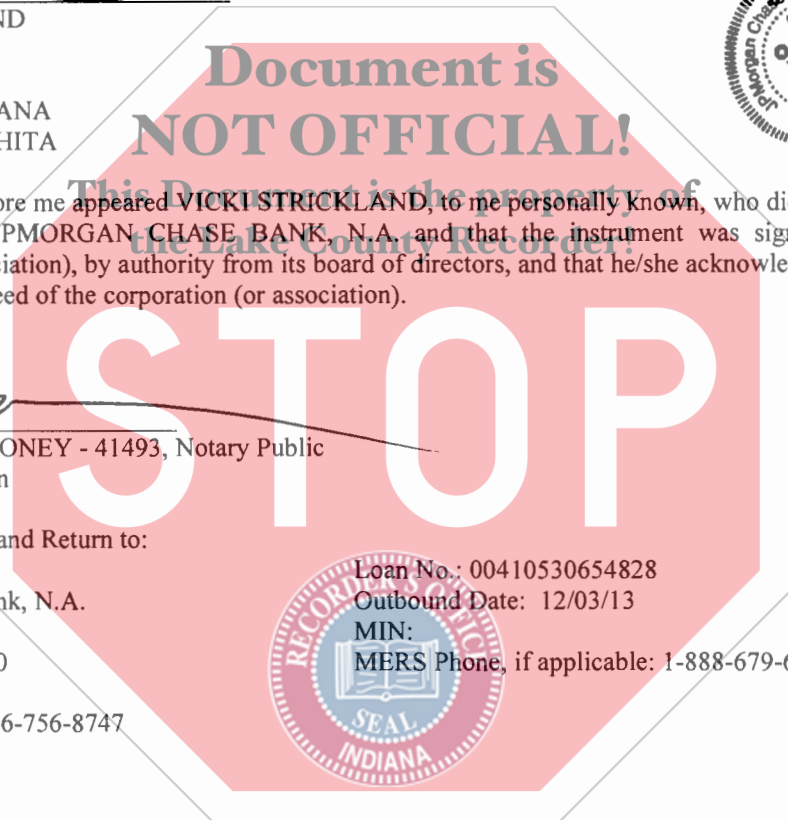 ND
JPMorgan Chase
Document is
NOT OFFICIAL!
ANA
HITA
This Document is the property of
the Lake County Recorder!
ore me appeared VICKI STRICKLAND, to me personally known, who di
PMORGAN CHASE BANK, N.A. and that the instrument was sig
iation), by authority from its board of directors, and that he/she acknowle
eed of the corporation (or association).
STOP
ONEY - 41493, Notary Public
n
and Return to:
Loan No.: 00410530654828
nk, N.A.
Outbound Date: 12/03/13
MIN:
0
MERS Phone, if applicable: 1-888-679-6
6-756-8747
RECORDER'S OFFICE
SEAL
INDIANA